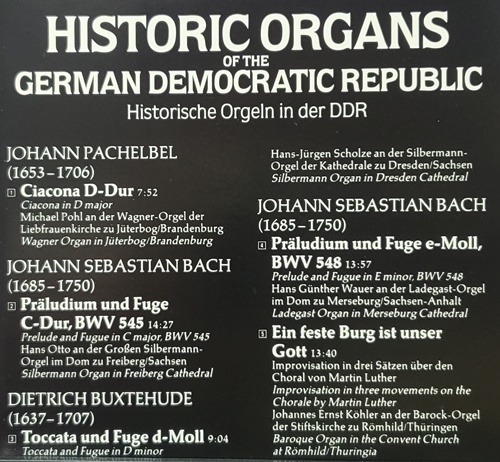 HISTORIC ORGANS
OF THE
GERMAN DEMOCRATIC REPUBLIC
Historische Orgeln in der DDR
JOHANN PACHELBEL
(1653–1706)
1 Ciacona D-Dur 7:52
Ciacona in D major
Michael Pohl an der Wagner-Orgel der
Liebfrauenkirche zu Jüterbog/Brandenburg
Wagner Organ in Jüterbog/Brandenburg
JOHANN SEBASTIAN BACH
(1685–1750)
2 Präludium und Fuge
C-Dur, BWV 545 14:27
Prelude and Fugue in C major, BWV 545
Hans Otto an der Großen Silbermann-
Orgel im Dom zu Freiberg/Sachsen
Silbermann Organ in Freiberg Cathedral
DIETRICH BUXTEHUDE
(1637–1707)
3 Toccata und Fuge d-Moll 9:04
Toccata and Fugue in D minor
Hans-Jürgen Scholze an der Silbermann-
Orgel der Kathedrale zu Dresden/Sachsen
Silbermann Organ in Dresden Cathedral
JOHANN SEBASTIAN BACH
(1685–1750)
4 Präludium und Fuge e-Moll,
BWV 548 13:57
Prelude and Fugue in E minor, BWV 548
Hans Günther Wauer an der Ladegast-Orgel
im Dom zu Merseburg/Sachsen-Anhalt
Ladegast Organ in Merseburg Cathedral
5 Ein feste Burg ist unser
Gott 13:40
Improvisation in drei Sätzen über den
Choral von Martin Luther
Improvisation in three movements on the
Chorale by Martin Luther
Johannes Ernst Köhler an der Barock-Orgel
der Stiftskirche zu Römhild/Thüringen
Baroque Organ in the Convent Church
at Römhild/Thuringia